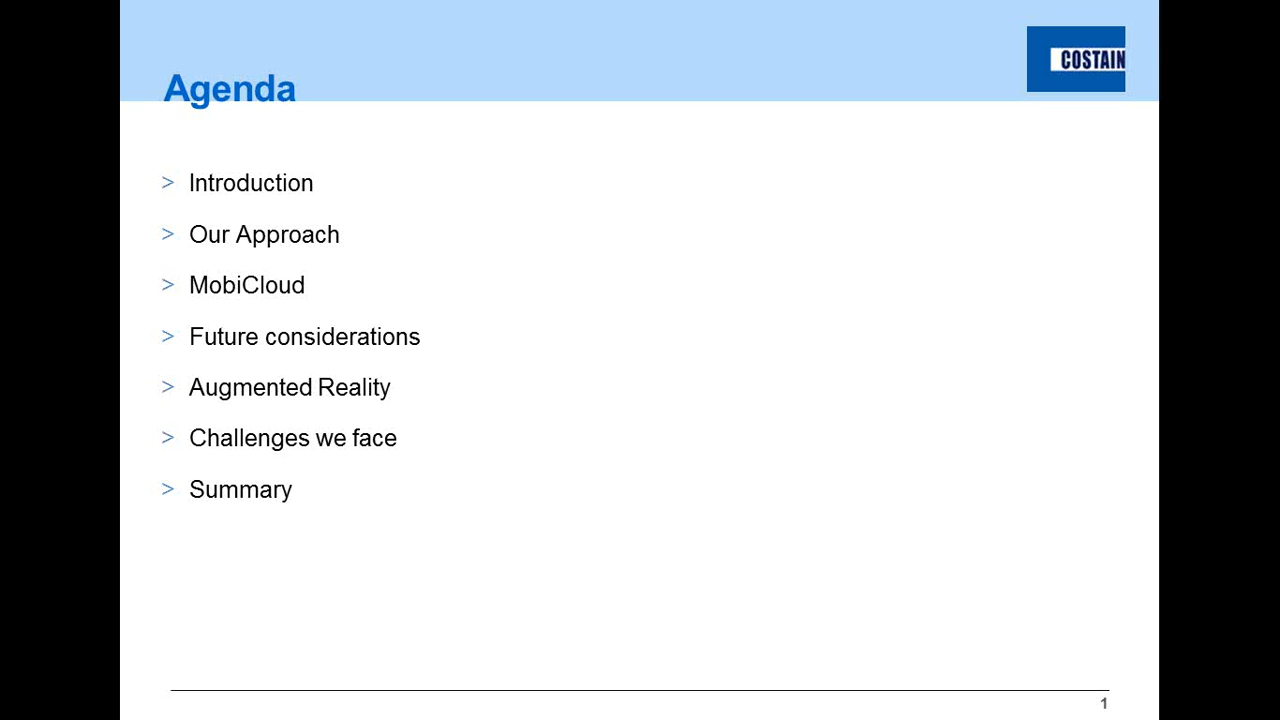 COSTAIN
Agenda
> Introduction
> Our Approach
> MobiCloud
> Future considerations
> Augmented Reality
> Challenges we face
> Summary
1